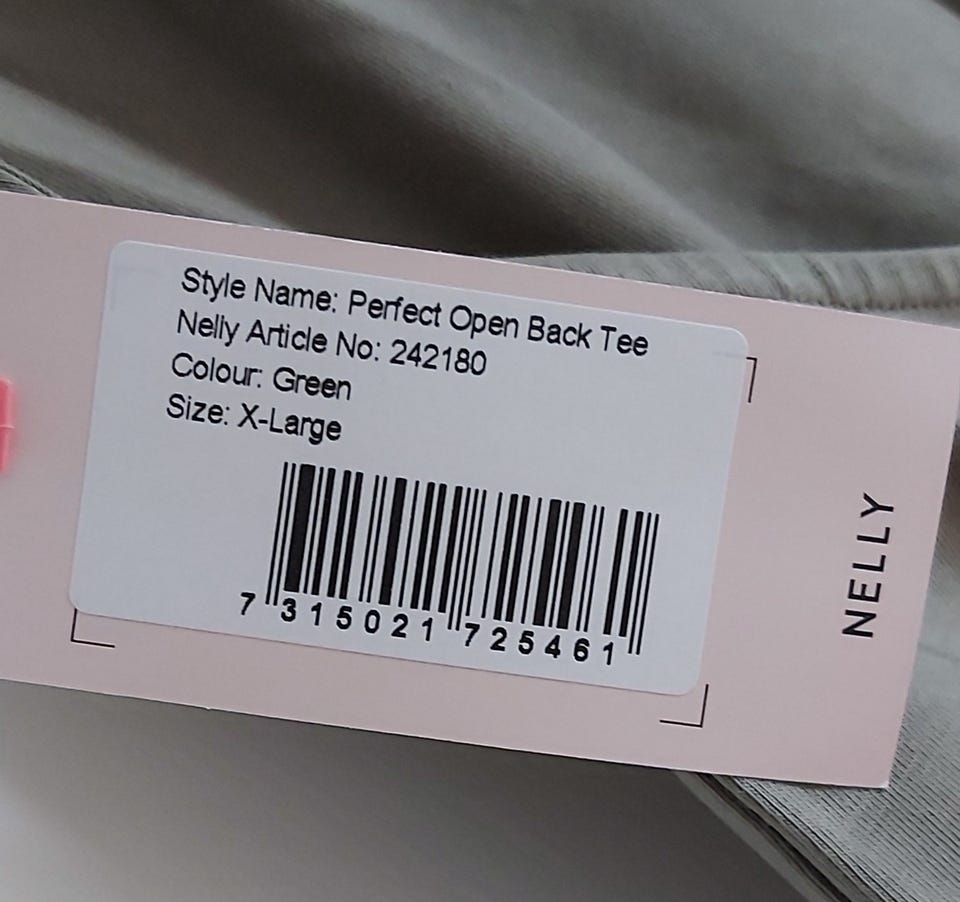 Style Name: Perfect Open Back Tee
Nelly Article No: 242180
Colour: Green
Size: X-Large
7 315021 725461
NELLY